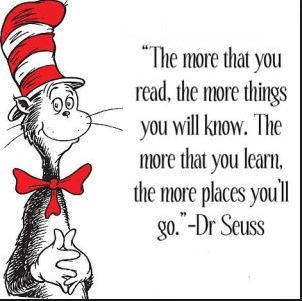 “The more that you
read, the more things
you will know. The
more that you learn,
the more places you'll
go.”-Dr Seuss